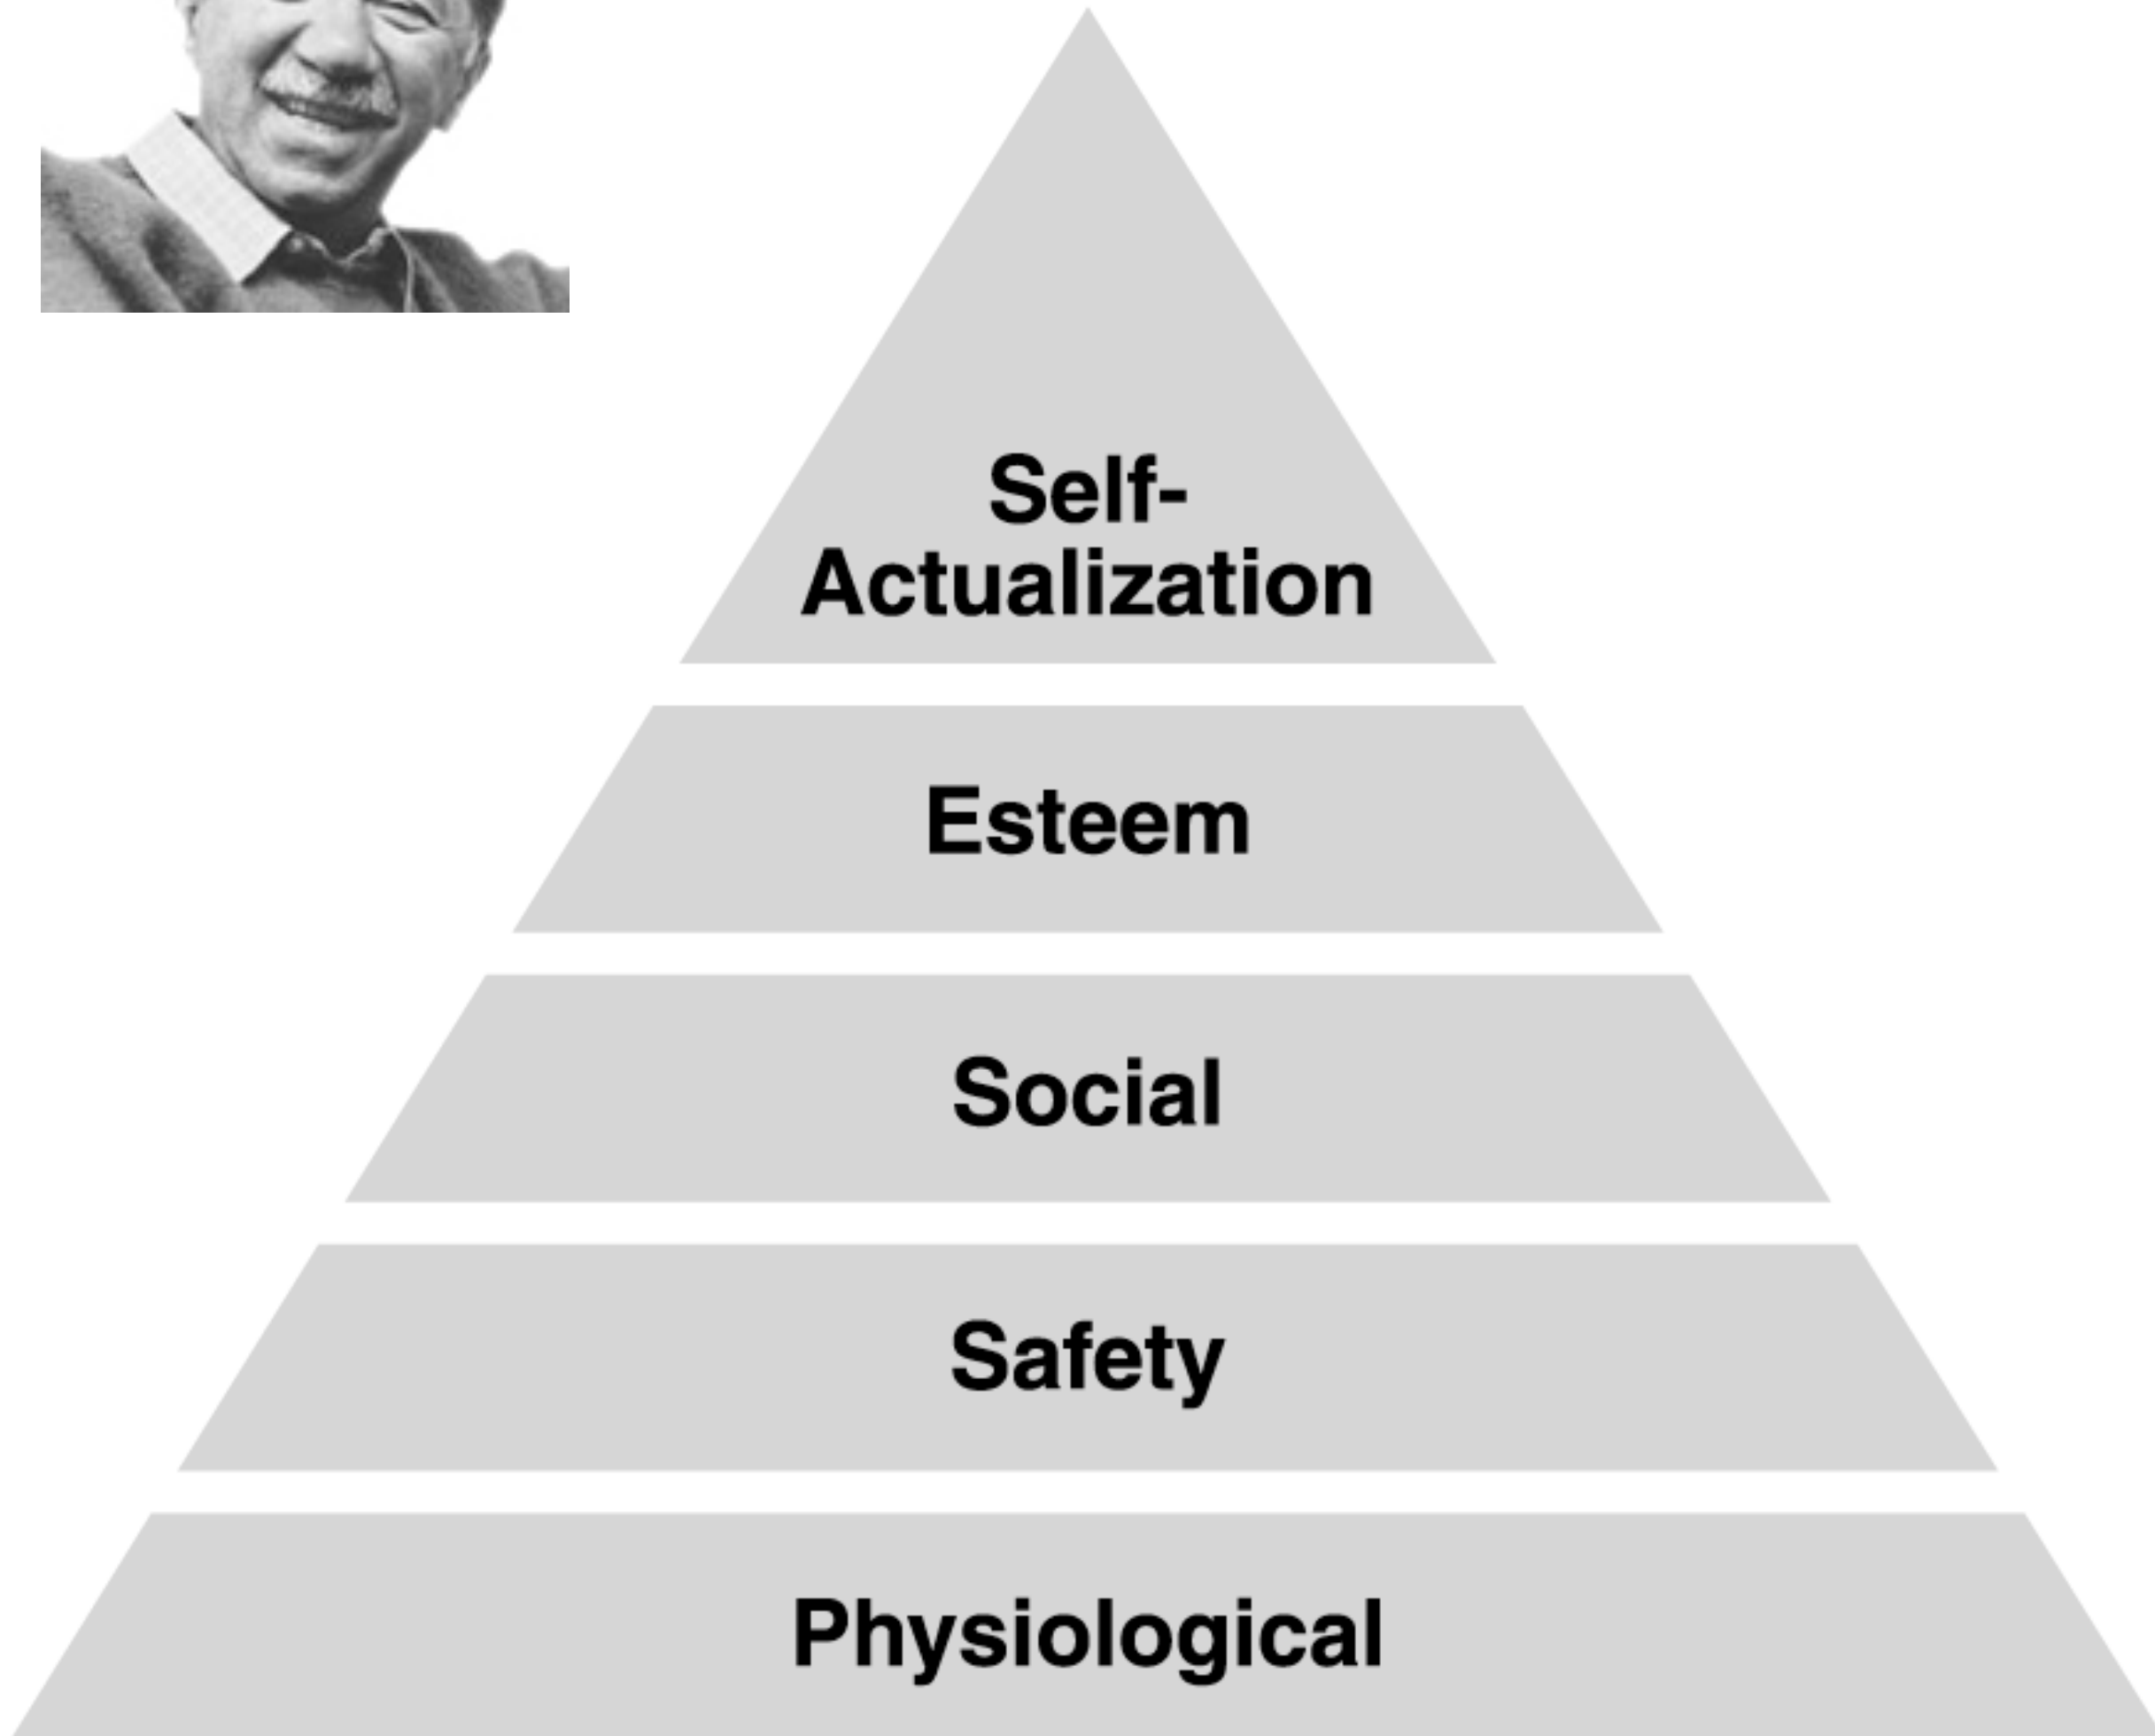 Self-
Actualization
Esteem
Social
Safety
Physiological